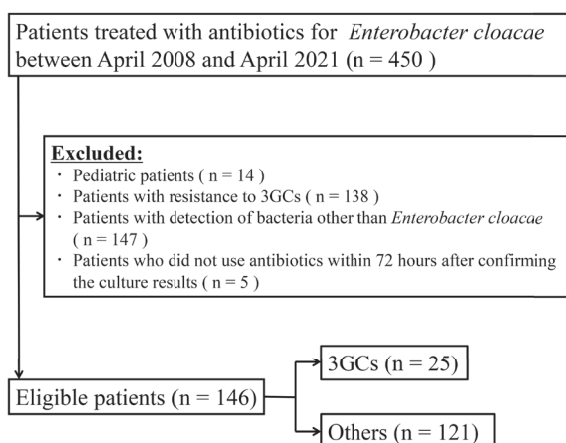 Patients treated with antibiotics for Enterobacter cloacae
between April 2008 and April 2021 (n = 450 )
Excluded:
・ Pediatric patients ( n = 14 )
・ Patients with resistance to 3GCs ( n = 138 )
・ Patients with detection of bacteria other than Enterobacter cloacae
( n = 147 )
・ Patients who did not use antibiotics within 72 hours after confirming
the culture results ( n = 5 )
3GCs (n = 25)
Eligible patients (n = 146)
Others (n = 121)